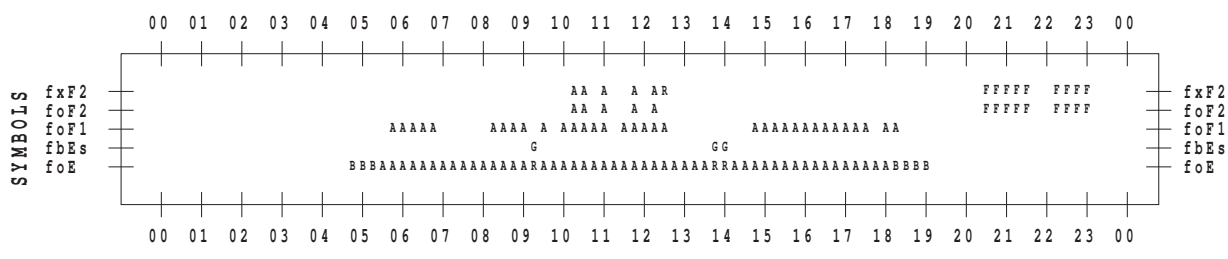 00 01 02 03 04 05 06 07 08 09 10 11 12 13 14 15 16 17 18 19 20 21 22 23 00
SYMBOLS
fxF2 AA A A AR FFFFF FFFF fxF2
foF2 AA A A A FFFFF FFFF foF2
foF1 AAAAA AAAA A AAAAA AAAAA AAAAAAAAAAAA AA foF1
fbEs G GG fbEs
foE BBBAAAAAAAAAAAAAAARAAAAAAAAAAAAAAAAARRAAAAAAAAAAAAAAAABBBB foE
00 01 02 03 04 05 06 07 08 09 10 11 12 13 14 15 16 17 18 19 20 21 22 23 00